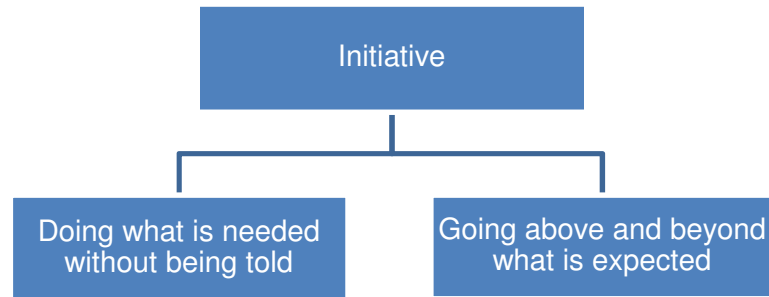 Initiative
Doing what is needed
without being told
Going above and beyond
what is expected